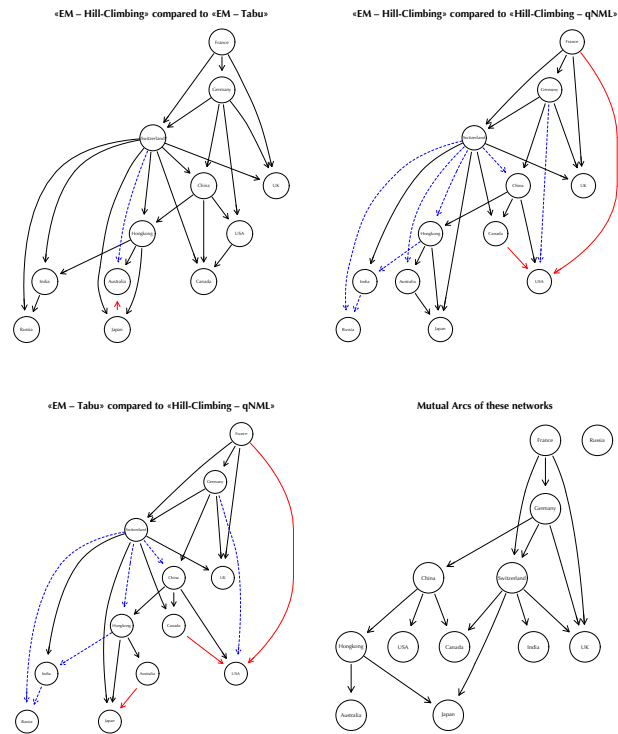 «EM – Hill-Climbing» compared to «EM – Tabu»
France
Germany
Switzerland
China
UK
Hongkong
USA
India
Australia
Canada
Russia
Japan
«EM – Hill-Climbing» compared to «Hill-Climbing – qNML»
France
Germany
Switzerland
China
UK
Hongkong
Canada
India
Australia
USA
Russia
Japan
«EM – Tabu» compared to «Hill-Climbing – qNML»
France
Germany
Switzerland
China
UK
Hongkong
Canada
India
Australia
USA
Russia
Japan
Mutual Arcs of these networks
France
Russia
Germany
China
Switzerland
Hongkong
USA
Canada
India
UK
Australia
Japan